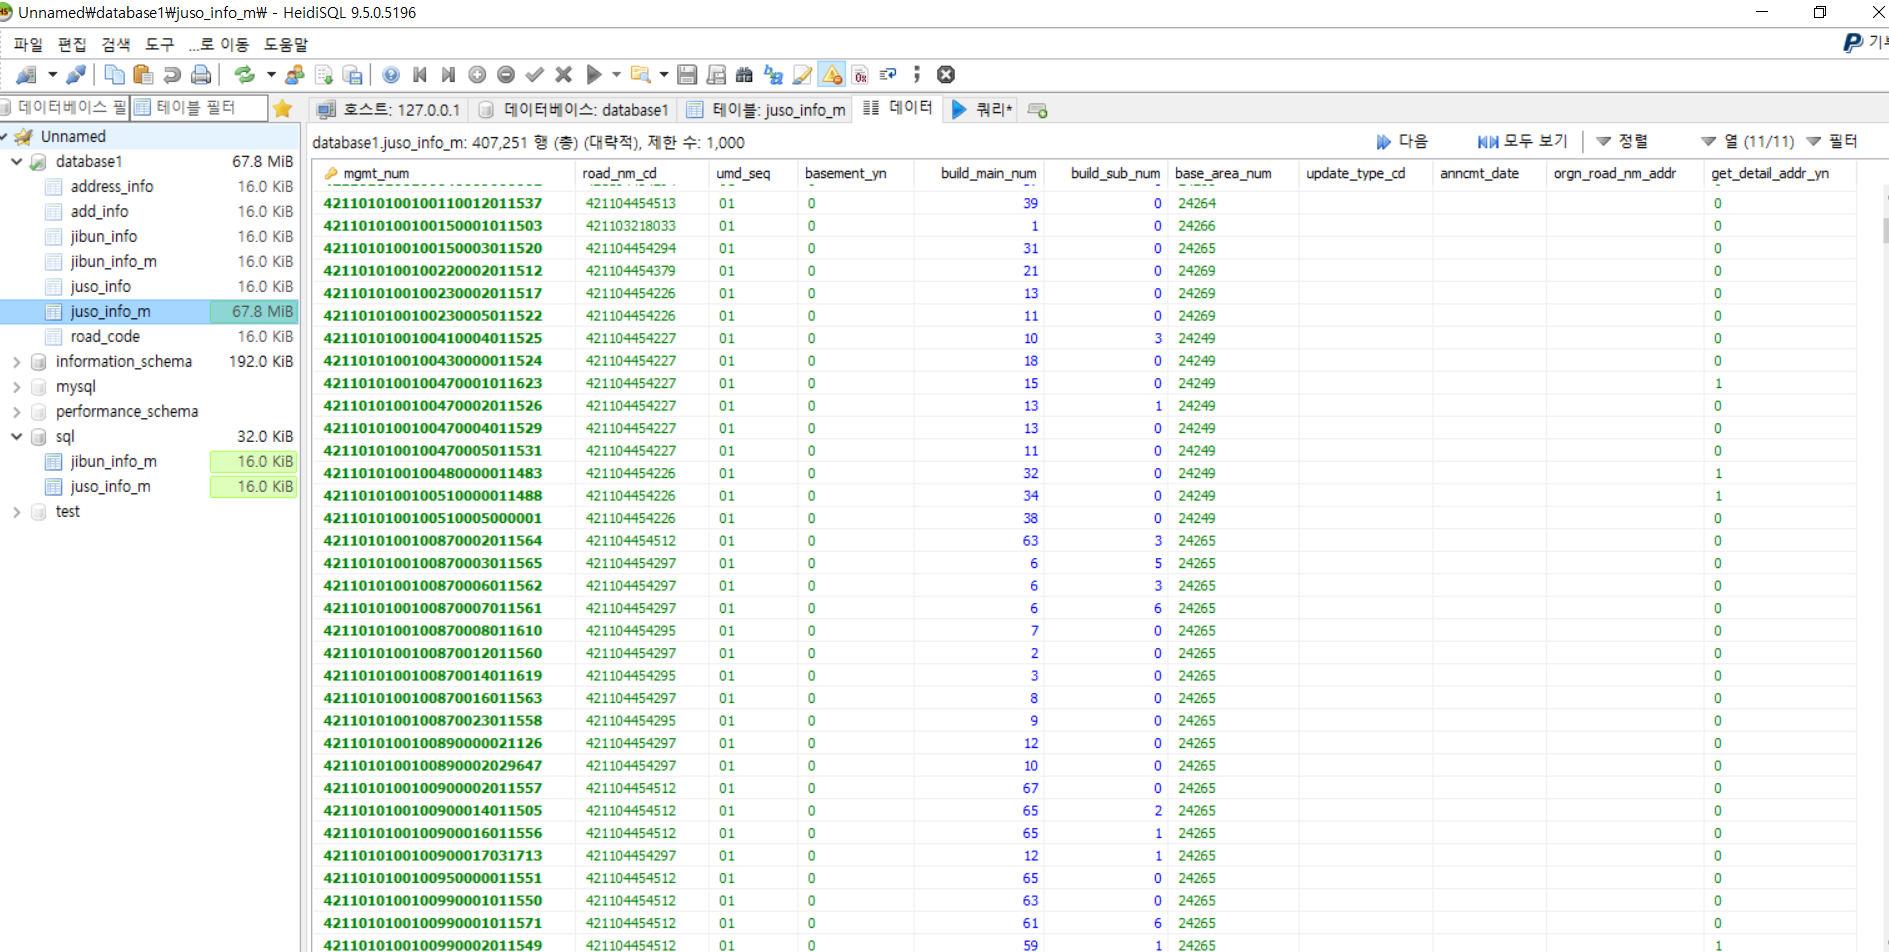 Unnamed₩database1₩juso_info_m₩ - HeidiSQL 9.5.0.5196
파일 편집 검색 도구 ...로 이동 도움말
데이터베이스 필 테이블 필터 호스트: 127.0.0.1 데이터베이스: database1 테이블: juso_info_m 데이터 쿼리*
Unnamed
database1 67.8 MiB
address_info 16.0 KiB
add_info 16.0 KiB
jibun_info 16.0 KiB
jibun_info_m 16.0 KiB
juso_info 16.0 KiB
juso_info_m 67.8 MiB
road_code 16.0 KiB
information_schema 192.0 KiB
mysql
performance_schema
sql 32.0 KiB
jibun_info_m 16.0 KiB
juso_info_m 16.0 KiB
test
database1.juso_info_m: 407,251 행 (총) (대략적), 제한 수: 1,000 다음 모두 보기 정렬 열 (11/11) 필터
mgmt_num road_nm_cd umd_seq basement_yn build_main_num build_sub_num base_area_num update_type_cd anncmt_date orgn_road_nm_addr get_detail_addr_yn
4211010100100110012011537 421104454513 01 0 39 0 24264 0
4211010100100150001011503 421103218033 01 0 1 0 24266 0
4211010100100150003011520 421104454294 01 0 31 0 24265 0
4211010100100220002011512 421104454379 01 0 21 0 24269 0
4211010100100230002011517 421104454226 01 0 13 0 24269 0
4211010100100230005011522 421104454226 01 0 11 0 24269 0
4211010100100410004011525 421104454227 01 0 10 3 24249 0
4211010100100430000011524 421104454227 01 0 18 0 24249 0
4211010100100470001011623 421104454227 01 0 15 0 24249 1
4211010100100470002011526 421104454227 01 0 13 1 24249 0
4211010100100470004011529 421104454227 01 0 13 0 24249 0
4211010100100470005011531 421104454227 01 0 11 0 24249 0
4211010100100480000011483 421104454226 01 0 32 0 24249 1
4211010100100510000011488 421104454226 01 0 34 0 24249 1
4211010100100510005000001 421104454226 01 0 38 0 24249 0
4211010100100870002011564 421104454512 01 0 63 3 24265 0
4211010100100870003011565 421104454297 01 0 6 5 24265 0
4211010100100870006011562 421104454297 01 0 6 3 24265 0
4211010100100870007011561 421104454297 01 0 6 6 24265 0
4211010100100870008011610 421104454295 01 0 7 0 24265 0
4211010100100870012011560 421104454297 01 0 2 0 24265 0
4211010100100870014011619 421104454295 01 0 3 0 24265 0
4211010100100870016011563 421104454297 01 0 8 0 24265 0
4211010100100870023011558 421104454295 01 0 9 0 24265 0
4211010100100890000021126 421104454297 01 0 12 0 24265 0
4211010100100890002029647 421104454297 01 0 10 0 24265 0
4211010100100900002011557 421104454512 01 0 67 0 24265 0
4211010100100900014011505 421104454512 01 0 65 2 24265 0
4211010100100900016011556 421104454512 01 0 65 1 24265 0
4211010100100900017031713 421104454297 01 0 12 1 24265 0
4211010100100950000011551 421104454512 01 0 65 0 24265 0
4211010100100990001011550 421104454512 01 0 63 0 24265 0
4211010100100990001011571 421104454512 01 0 61 6 24265 0
4211010100100990002011549 421104454512 01 0 59 1 24265 1